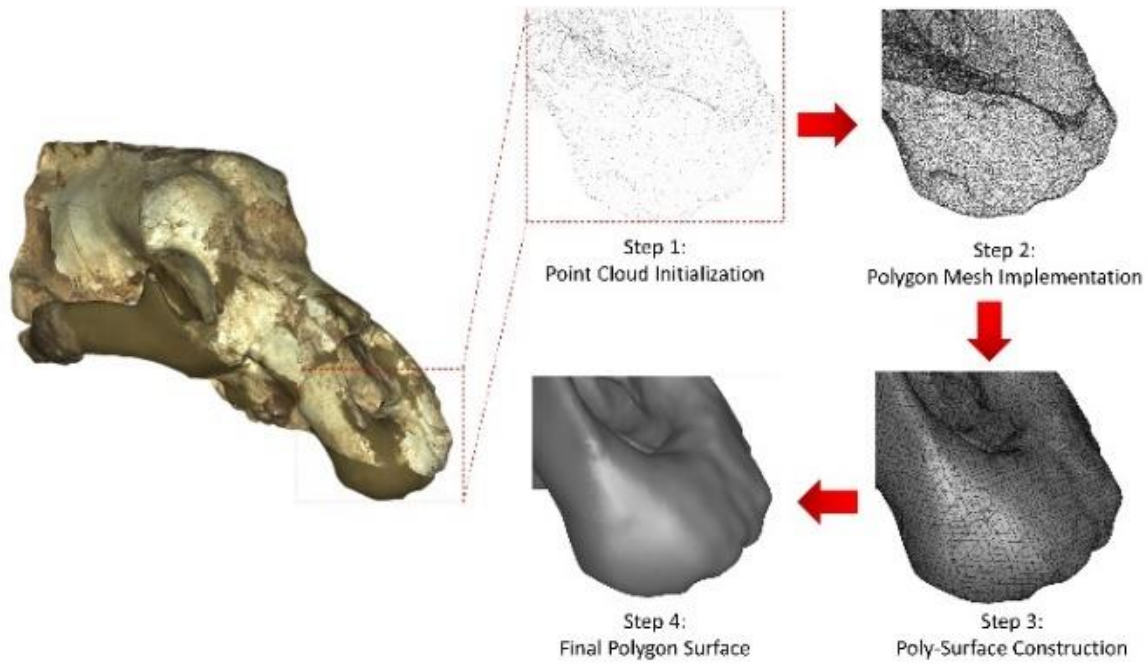 Step 1:
Point Cloud Initialization
Step 2:
Polygon Mesh Implementation
Step 4:
Final Polygon Surface
Step 3:
Poly-Surface Construction